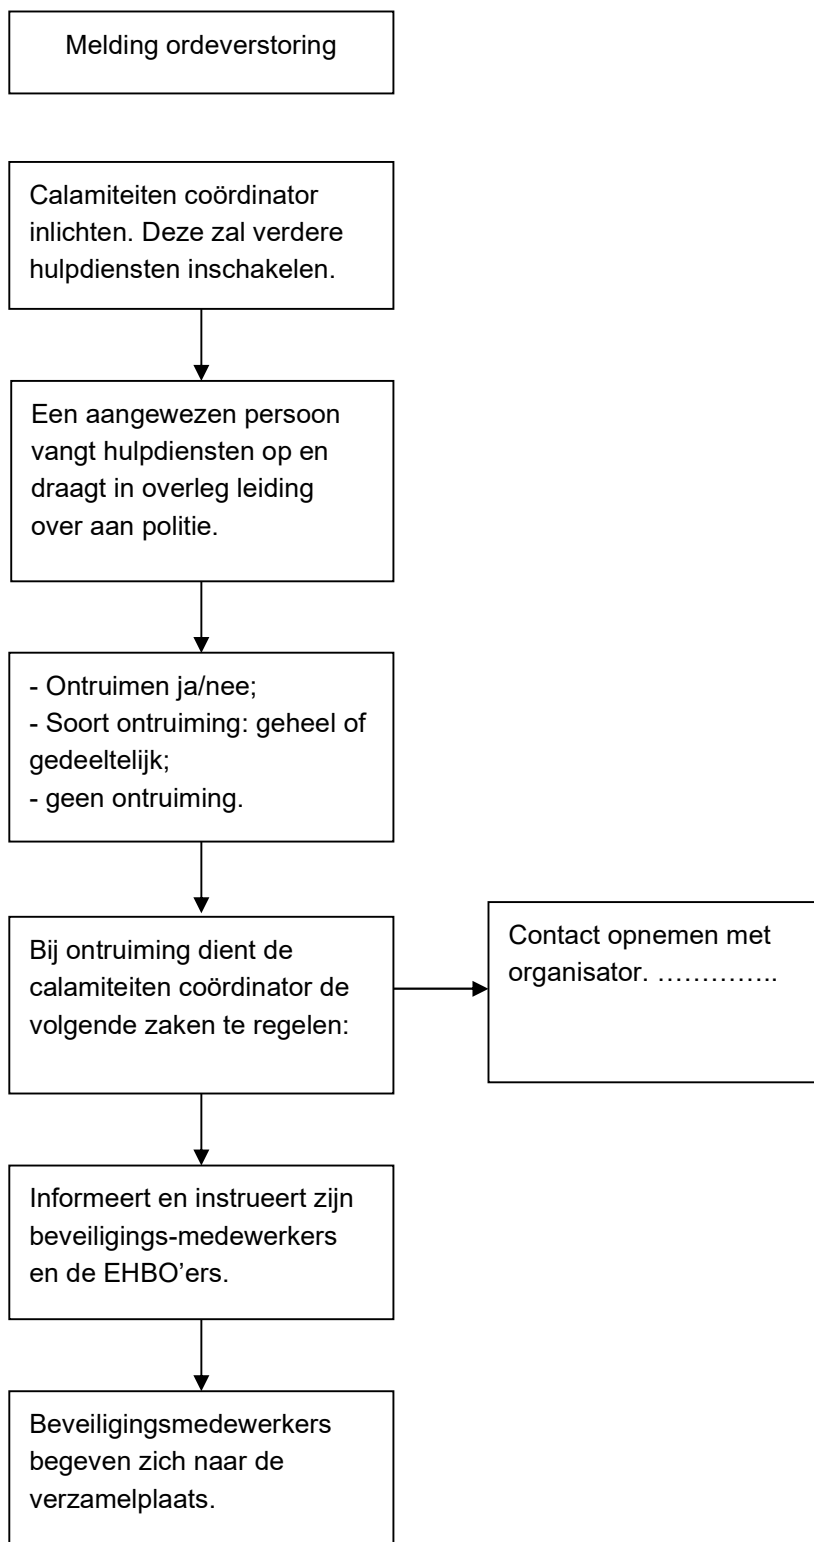 Melding ordeverstoring
Calamiteiten coördinator
inlichten. Deze zal verdere
hulpdiensten inschakelen.
Een aangewezen persoon
vangt hulpdiensten op en
draagt in overleg leiding
over aan politie.
- Ontruimen ja/nee;
- Soort ontruiming: geheel of
gedeeltelijk;
- geen ontruiming.
Bij ontruiming dient de
calamiteiten coördinator de
volgende zaken te regelen:
Contact opnemen met
organisator. …………..
Informeert en instrueert zijn
beveiligings-medewerkers
en de EHBO’ers.
Beveiligingsmedewerkers
begeven zich naar de
verzamelplaats.